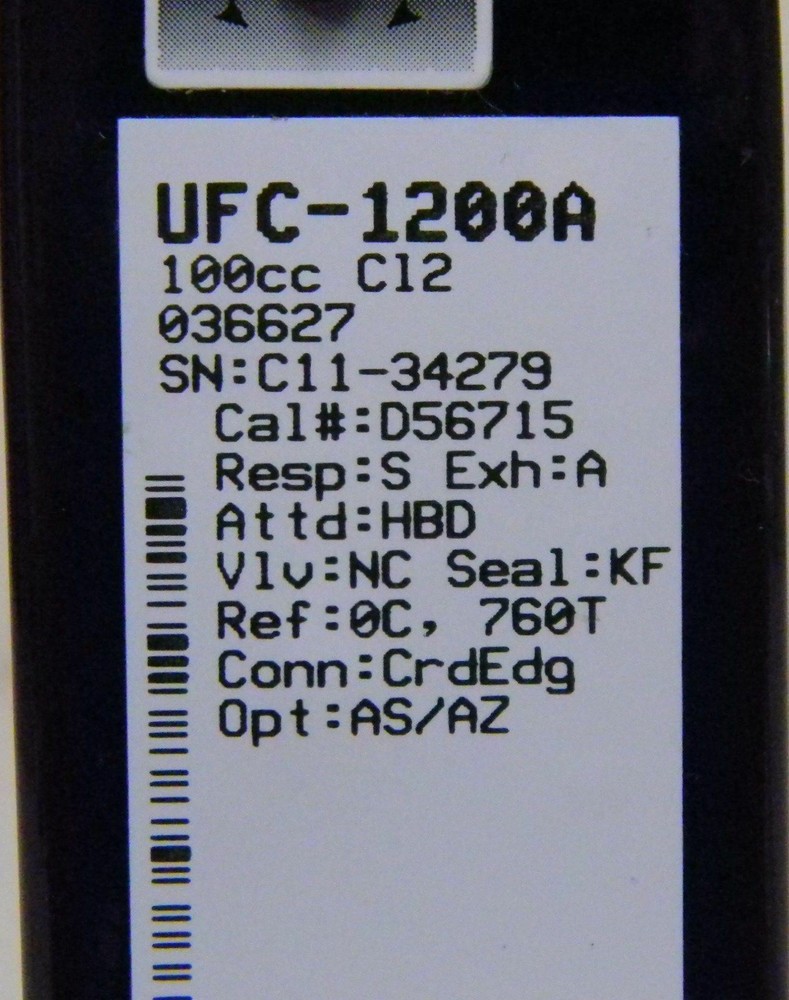 UFC-1200A
100cc Cl2
036627
SN:C11-34279
Cal#:D56715
Resp:S Exh:A
Attd:HBD
Vlv:NC Seal:KF
Ref:0C, 760T
Conn:CrdEdg
Opt:AS/AZ